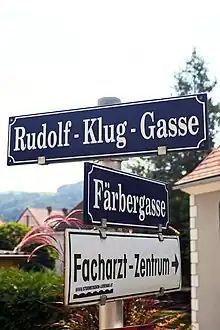 Rudolf - Klug - Gasse
Färbergasse
Facharzt - Zentrum →